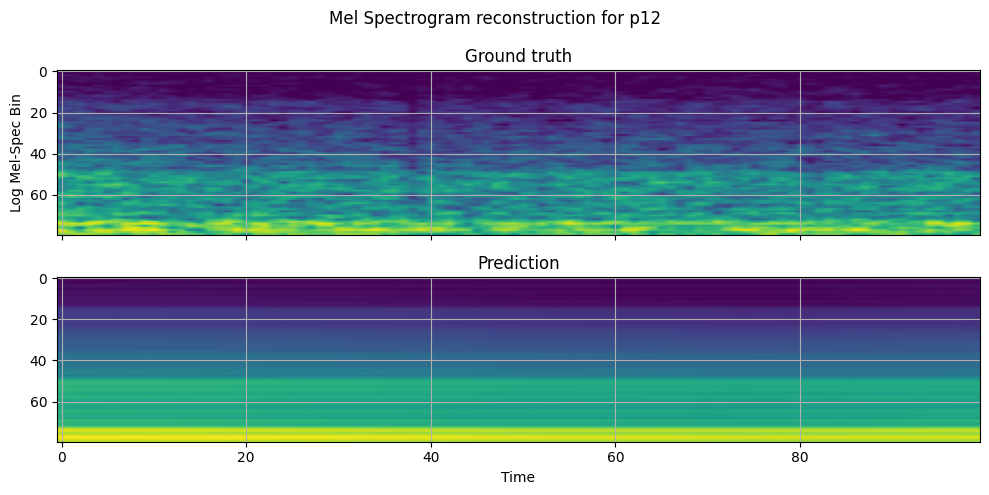 Mel Spectrogram reconstruction for p12
Ground truth
0
20
40
60
Log Mel-Spec Bin
Prediction
0
20
40
60
0 20 40 60 80
Time